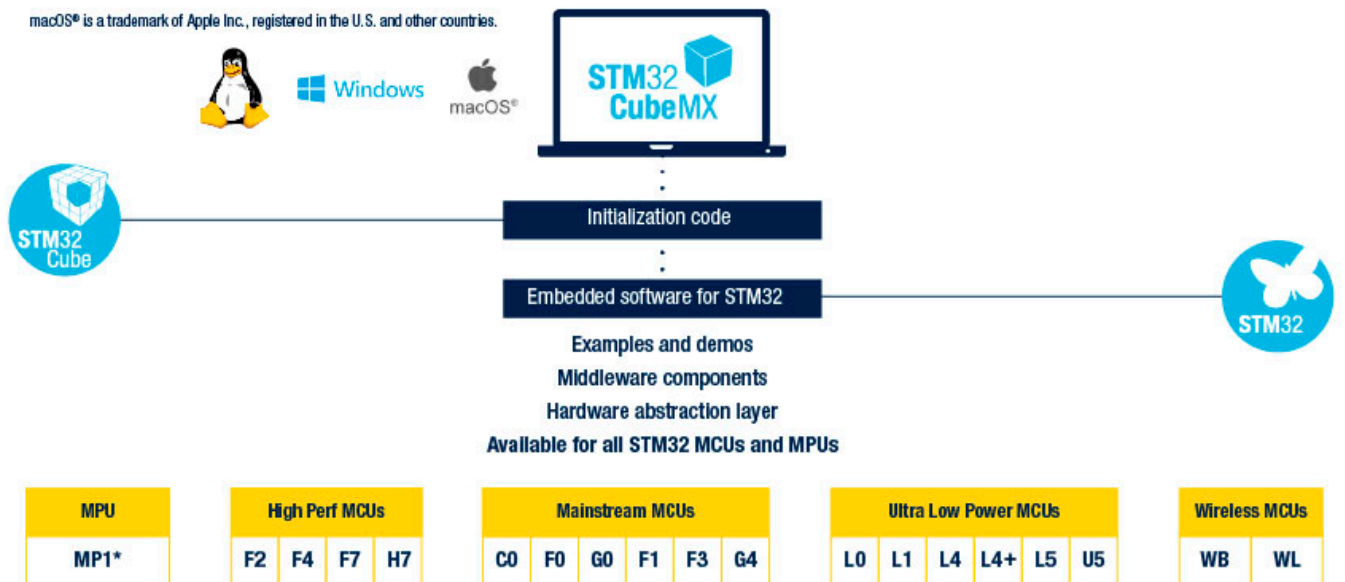 macOS® is a trademark of Apple Inc., registered in the U.S. and other countries.
Windows
macOS®
STM32
CubeMX
Initialization code
STM32
Cube
Embedded software for STM32
STM32
Examples and demos
Middleware components
Hardware abstraction layer
Available for all STM32 MCUs and MPUs
MPU
MP1*
High Perf MCUs
F2 F4 F7 H7
Mainstream MCUs
C0 F0 G0 F1 F3 G4
Ultra Low Power MCUs
L0 L1 L4 L4+ L5 U5
Wireless MCUs
WB WL